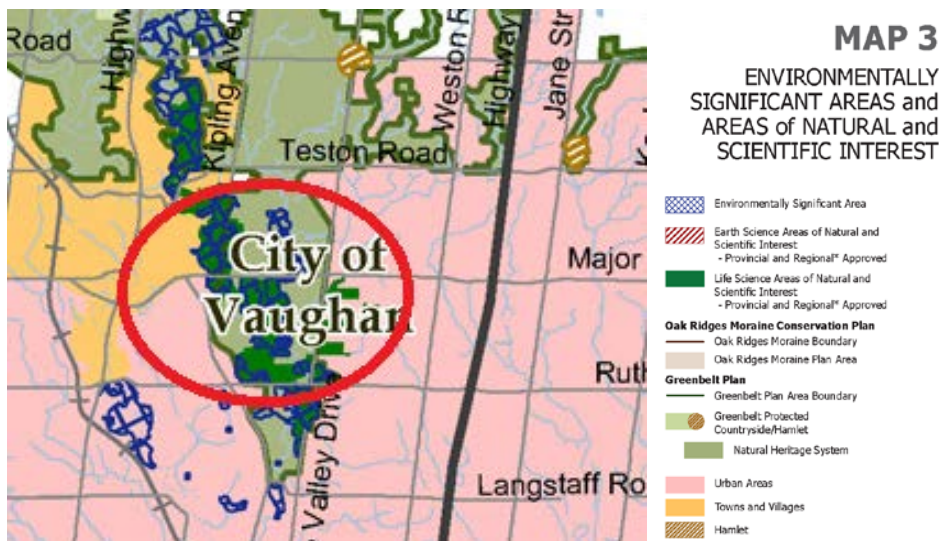 Road
Highw
Kipling Aven
Weston R
Highway
Jane Str
Teston Road
City of
Vaughan
Major
Ruth
Valley Drive
Langstaff Ro
MAP 3
ENVIRONMENTALLY
SIGNIFICANT AREAS and
AREAS of NATURAL and
SCIENTIFIC INTEREST
Environmentally Significant Area
Earth Science Areas of Natural and
Scientific Interest
- Provincial and Regional* Approved
Life Science Areas of Natural and
Scientific Interest
- Provincial and Regional* Approved
Oak Ridges Moraine Conservation Plan
Oak Ridges Moraine Boundary
Oak Ridges Moraine Plan Area
Greenbelt Plan
Greenbelt Plan Area Boundary
Greenbelt Protected
Countryside/Hamlet
Natural Heritage System
Urban Areas
Towns and Villages
Hamlet